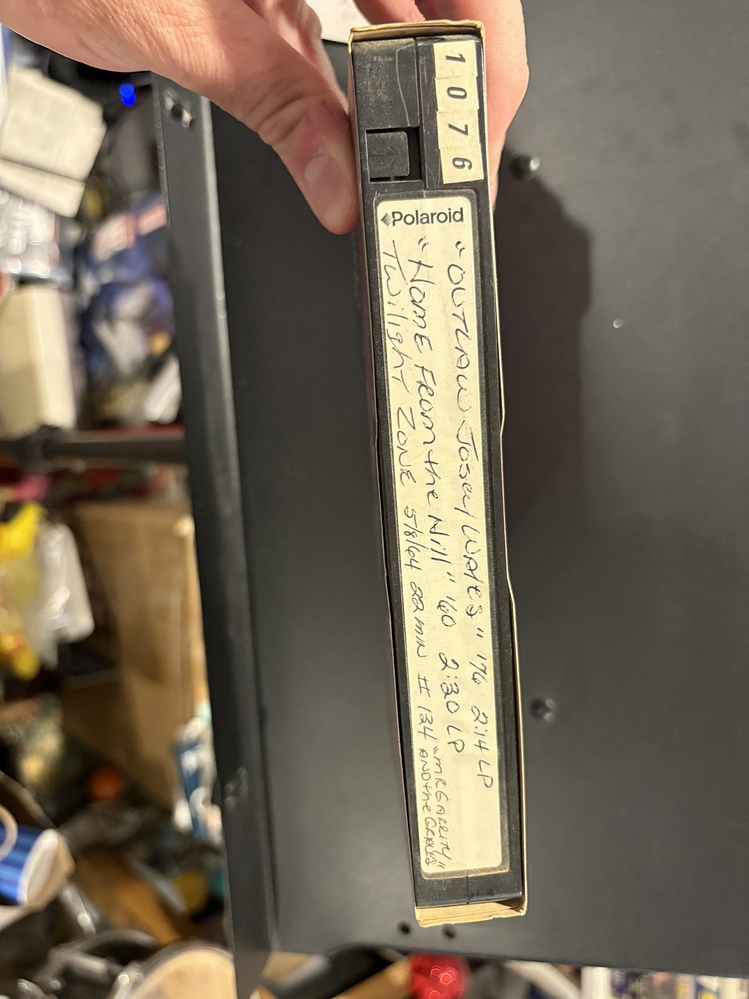 1076
Polaroid
"OUTLAW Josey WALES" '76 2:14 LP
"Home From the Hill" '60 2:30 LP
Twilight ZONE 5/8/64 22 min # 134 "MR GARRITY"
AND the GRAVES